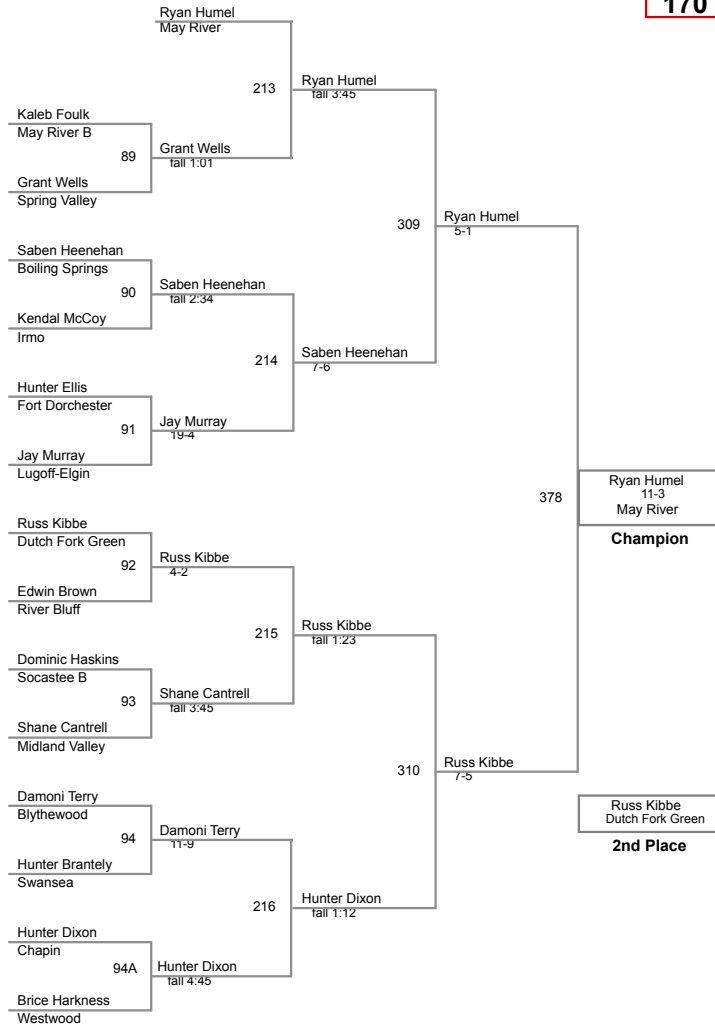 170
Ryan Humel
May River
213
Ryan Humel
fall 3:45
Kaleb Foulk
May River B
89
Grant Wells
fall 1:01
Grant Wells
Spring Valley
309
Ryan Humel
5-1
Saben Heenehan
Boiling Springs
90
Saben Heenehan
fall 2:34
Kendal McCoy
Irmo
214
Saben Heenehan
7-6
Hunter Ellis
Fort Dorchester
91
Jay Murray
19-4
Jay Murray
Lugoff-Elgin
378
Ryan Humel
11-3
May River
Champion
Russ Kibbe
Dutch Fork Green
92
Russ Kibbe
4-2
Edwin Brown
River Bluff
215
Russ Kibbe
fall 1:23
Dominic Haskins
Socastee B
93
Shane Cantrell
fall 3:45
Shane Cantrell
Midland Valley
310
Russ Kibbe
7-5
Damoni Terry
Blythewood
94
Damoni Terry
11-9
Hunter Brantely
Swansea
216
Hunter Dixon
fall 1:12
Hunter Dixon
Chapin
94A
Hunter Dixon
fall 4:45
Brice Harkness
Westwood
Russ Kibbe
Dutch Fork Green
2nd Place